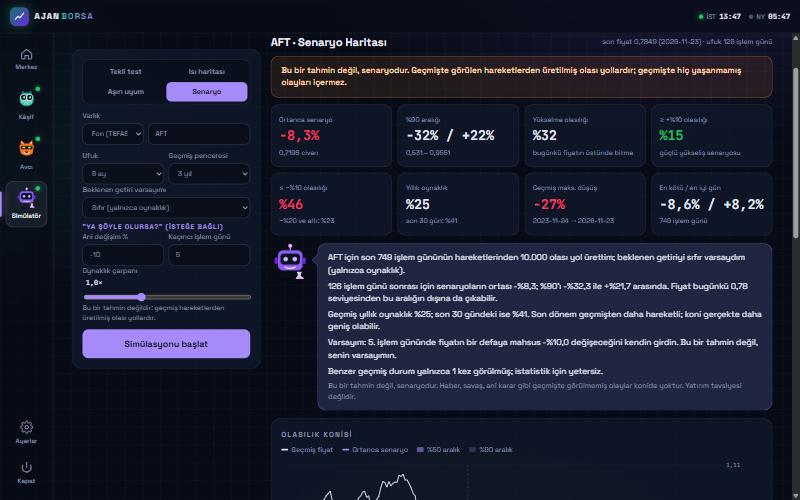 AJAN BORSA
İST 13:47
NY 05:47
Merkez
Kâşif
Avcı
Simülatör
Ayarlar
Kapat
Tekli test
Isı haritası
Aşırı uyum
Senaryo
Varlık
Fon (TEFAS
AFT
Ufuk
Geçmiş penceresi
6 ay
3 yıl
Beklenen getiri varsayımı
Sıfır (yalnızca oynaklık)
"YA ŞÖYLE OLURSA?" (İSTEĞE BAĞLI)
Ani değişim %
Kaçıncı işlem günü
-10
5
Oynaklık çarpanı
1,0×
Bu bir tahmin değil; geçmiş hareketlerden
üretilmiş olası yollardır.
Simülasyonu başlat
AFT · Senaryo Haritası
son fiyat 0,7849 (2026-11-23) · ufuk 126 işlem günü
Bu bir tahmin değil, senaryodur. Geçmişte görülen hareketlerden üretilmiş olası yollardır; geçmişte hiç yaşanmamış
olayları içermez.
Ortanca senaryo
-8,3%
0,7196 civarı
%90 aralığı
-32% / +22%
0,531 – 0,9551
Yükselme olasılığı
%32
bugünkü fiyatın üstünde bitme
≥ +%10 olasılığı
%15
güçlü yükseliş senaryosu
≤ −%10 olasılığı
%46
−%20 ve altı: %23
Yıllık oynaklık
%25
son 30 gün: %41
Geçmiş maks. düşüş
-27%
2023-11-24 → 2026-11-23
En kötü / en iyi gün
-8,6% / +8,2%
749 işlem günü
AFT için son 749 işlem gününün hareketlerinden 10.000 olası yol ürettim; beklenen getiriyi sıfır varsaydım
(yalnızca oynaklık).
126 işlem günü sonrası için senaryoların ortası -%8,3; %90'ı -%32,3 ile +%21,7 arasında. Fiyat bugünkü 0,78
seviyesinden bu aralığın dışına da çıkabilir.
Geçmiş yıllık oynaklık %25; son 30 gündeki ise %41. Son dönem geçmişten daha hareketli; koni gerçekte daha
geniş olabilir.
Varsayım: 5. işlem gününde fiyatın bir defaya mahsus -%10,0 değişeceğini kendin girdin. Bu bir tahmin değil,
senin varsayımın.
Benzer geçmiş durum yalnızca 1 kez görülmüş; istatistik için yetersiz.
Bu bir tahmin değil, senaryodur. Haber, savaş, ani karar gibi geçmişte görülmemiş olaylar konide yoktur. Yatırım tavsiyesi
değildir.
OLASILIK KONİSİ
Geçmiş fiyat
Ortanca senaryo
%50 aralık
%90 aralık
1,11